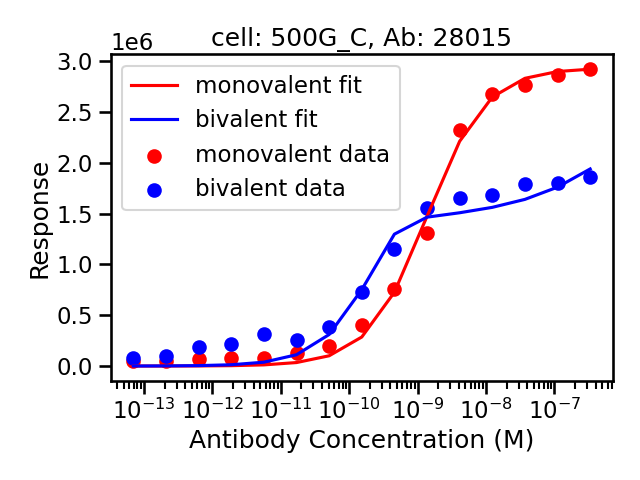 cell: 500G_C, Ab: 28015
1e6
monovalent fit
bivalent fit
monovalent data
bivalent data
Response
3.0
2.5
2.0
1.5
1.0
0.5
0.0
10⁻¹³ 10⁻¹² 10⁻¹¹ 10⁻¹⁰ 10⁻⁹ 10⁻⁸ 10⁻⁷
Antibody Concentration (M)